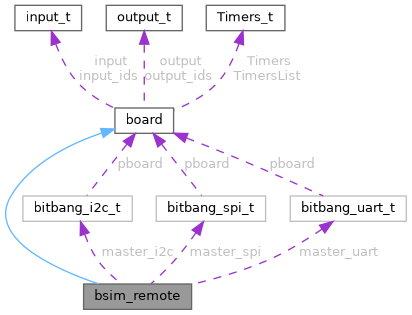 input_t output_t Timers_t
input output Timers
input_ids output_ids TimersList
board
pboard pboard pboard
bitbang_i2c_t bitbang_spi_t bitbang_uart_t
master_i2c master_spi master_uart
bsim_remote